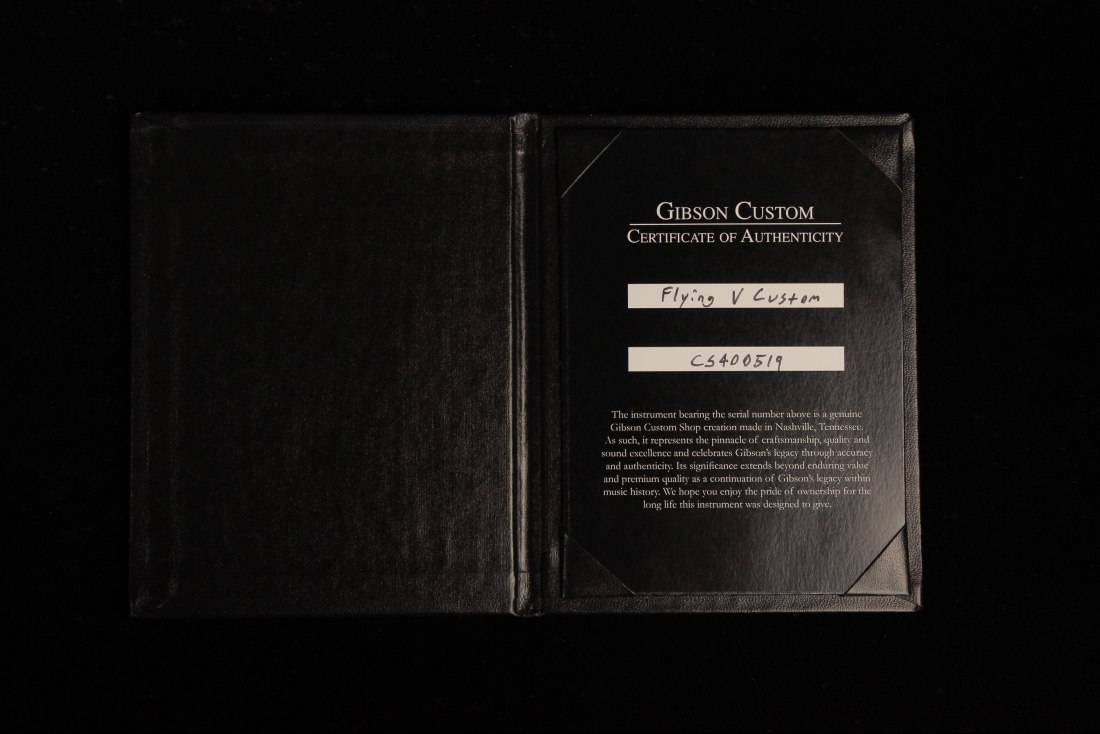 GIBSON CUSTOM
CERTIFICATE OF AUTHENTICITY
Flying V Custom
CS400519
The instrument bearing the serial number above is a genuine
Gibson Custom Shop creation made in Nashville, Tennessee.
As such, it represents the pinnacle of craftsmanship, quality and
sound excellence and celebrates Gibson's legacy through accuracy
and authenticity. Its significance extends beyond enduring value
and premium quality as a continuation of Gibson's legacy within
music history. We hope you enjoy the pride of ownership for the
long life this instrument was designed to give.